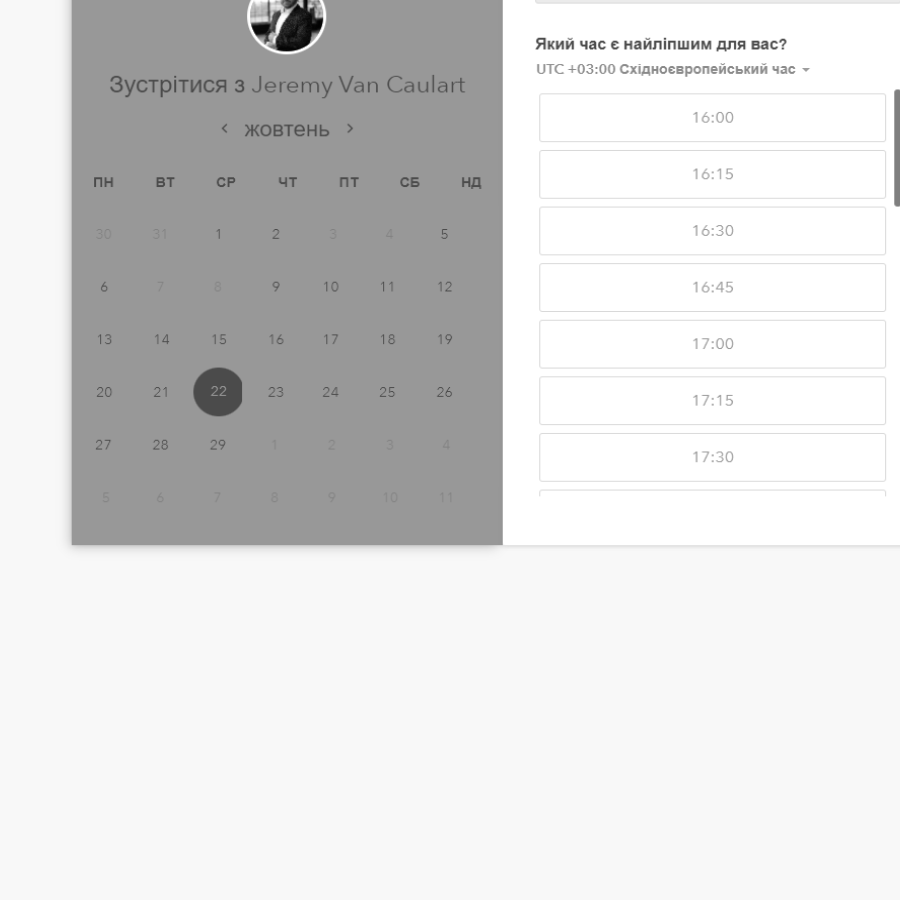 Зустрітися з Jeremy Van Caulart
жовтень
ПН ВТ СР ЧТ ПТ СБ НД
30 31 1 2 3 4 5
6 7 8 9 10 11 12
13 14 15 16 17 18 19
20 21 22 23 24 25 26
27 28 29 1 2 3 4
5 6 7 8 9 10 11
Який час є найліпшим для вас?
UTC +03:00 Східноєвропейський час
16:00
16:15
16:30
16:45
17:00
17:15
17:30